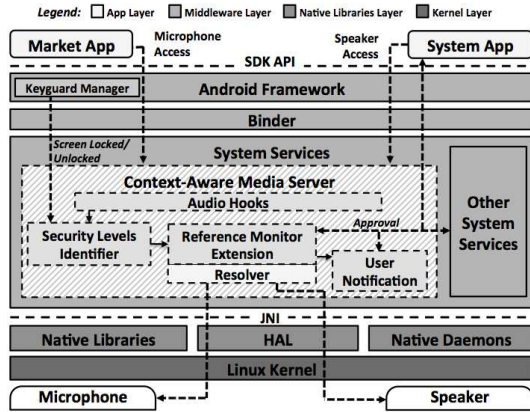 Legend: App Layer Middleware Layer Native Libraries Layer Kernel Layer
Market App
Microphone Access
Speaker Access
System App
SDK API
Keyguard Manager
Android Framework
Binder
Screen Locked/ Unlocked
System Services
Context-Aware Media Server
Audio Hooks
Security Levels Identifier
Reference Monitor Extension
Resolver
Approval
User Notification
Other System Services
JNI
Native Libraries
HAL
Native Daemons
Linux Kernel
Microphone
Speaker